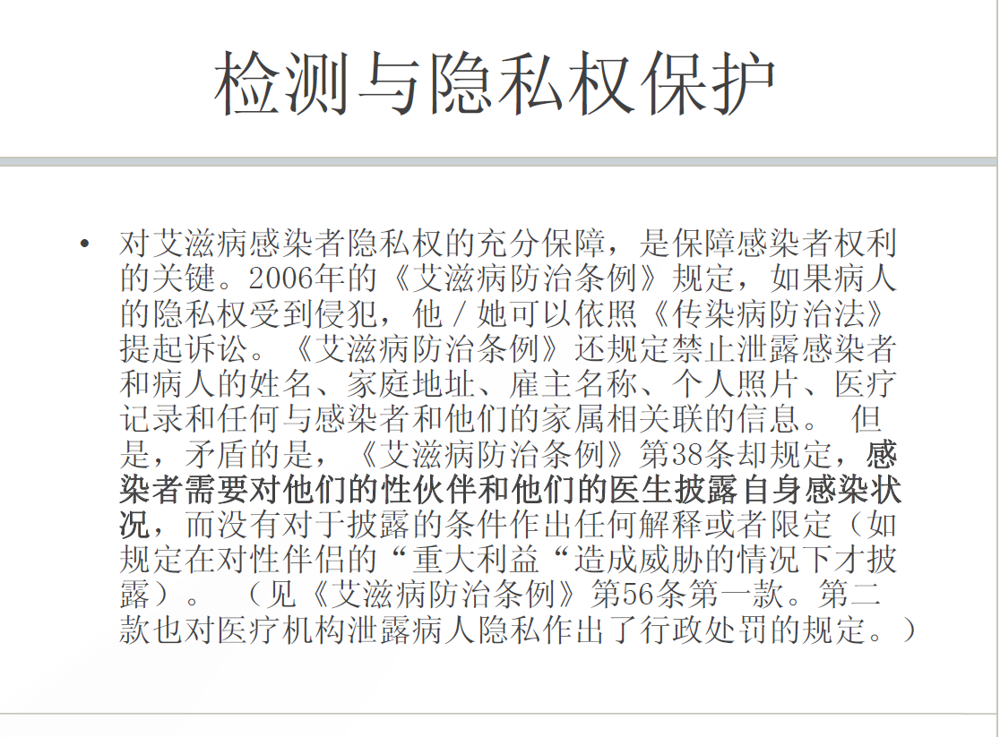 检测与隐私权保护
• 对艾滋病感染者隐私权的充分保障，是保障感染者权利
的关键。2006年的《艾滋病防治条例》规定，如果病人
的隐私权受到侵犯，他／她可以依照《传染病防治法》
提起诉讼。《艾滋病防治条例》还规定禁止泄露感染者
和病人的姓名、家庭地址、雇主名称、个人照片、医疗
记录和任何与感染者和他们的家属相关联的信息。 但
是，矛盾的是，《艾滋病防治条例》第38条却规定，感
染者需要对他们的性伙伴和他们的医生披露自身感染状
况，而没有对于披露的条件作出任何解释或者限定（如
规定在对性伴侣的“重大利益“造成威胁的情况下才披
露）。 （见《艾滋病防治条例》第56条第一款。第二
款也对医疗机构泄露病人隐私作出了行政处罚的规定。）